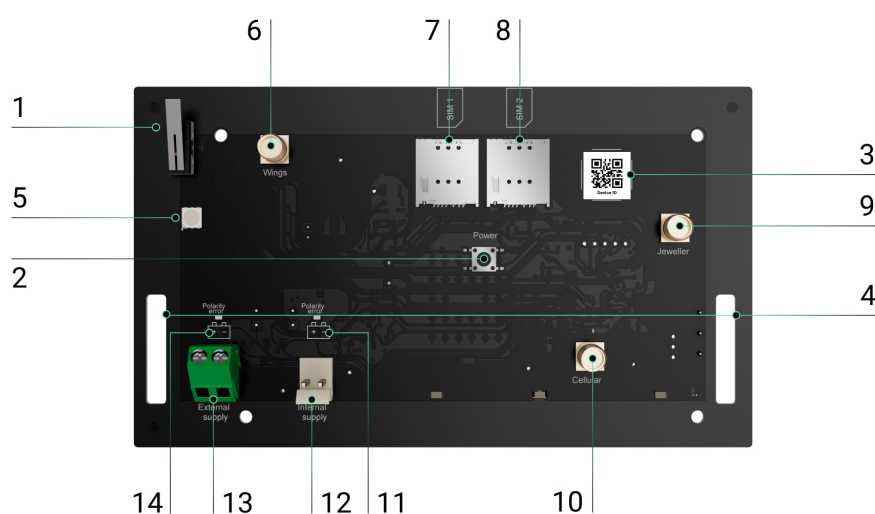 6
7
8
1
SIM 1
SIM 2
Wings
3
Device ID
5
9
Power
Jeweller
2
4
Polarity
error
Polarity
error
Cellular
External
supply
Internal
supply
14
13
12
11
10